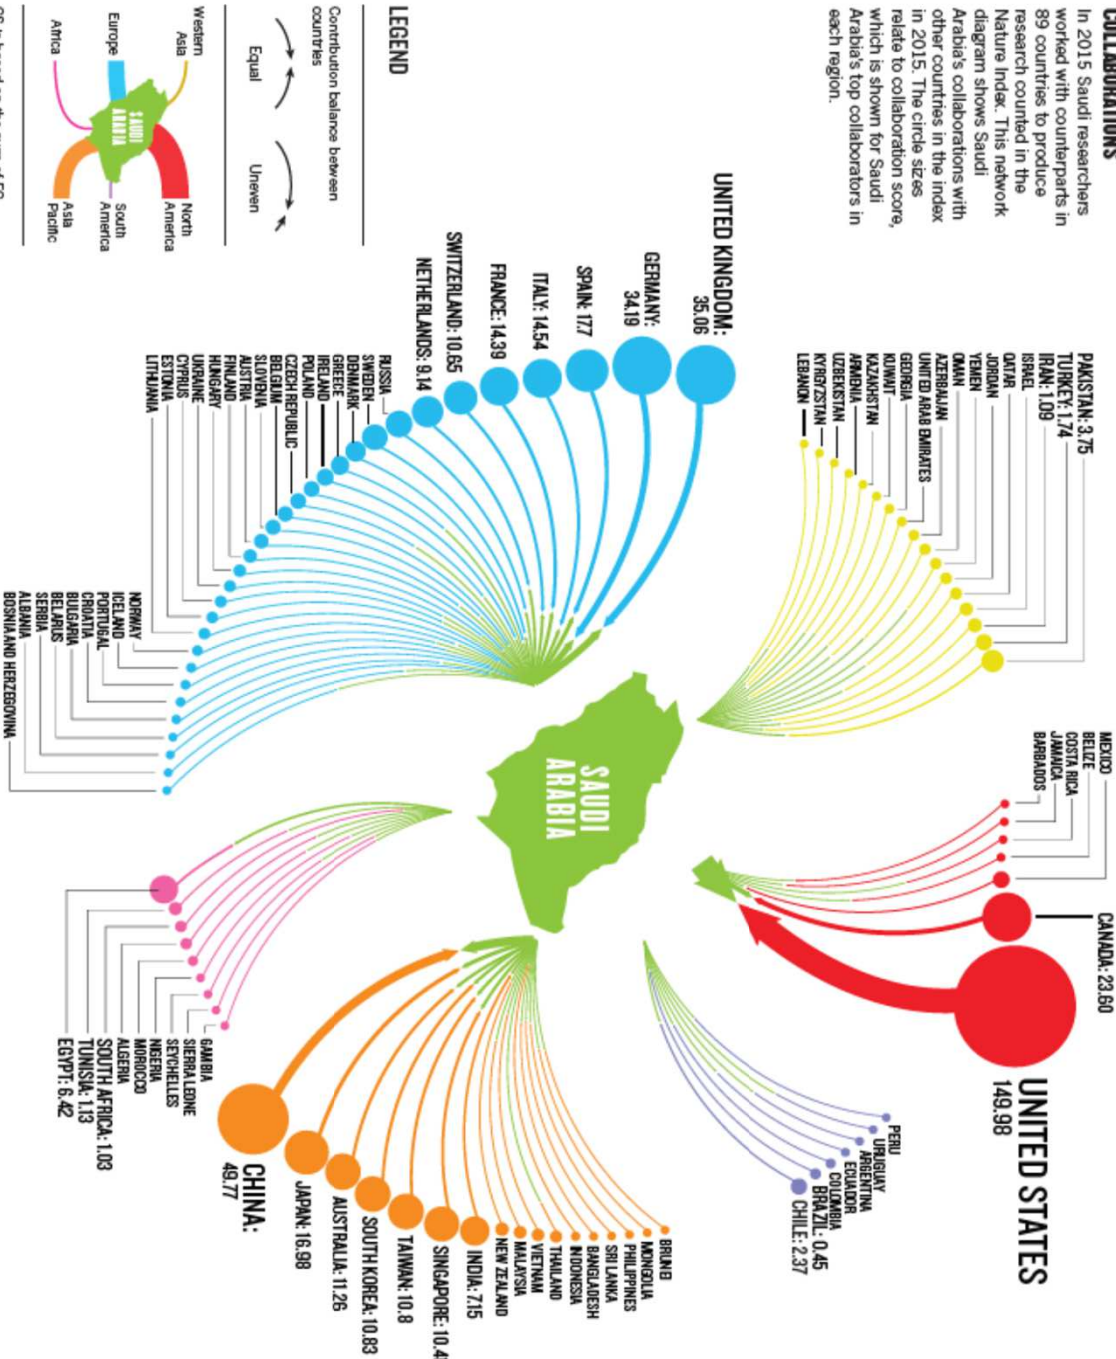 COLLABORATIONS
In 2015 Saudi researchers
worked with counterparts in
89 countries to produce
research counted in the
Nature Index. This network
diagram shows Saudi
Arabia's collaborations with
other countries in the index
in 2015. The circle sizes
relate to collaboration score,
which is shown for Saudi
Arabia's top collaborators in
each region.
LEGEND
Contribution balance between
countries
Equal
Uneven
Western
Asia
North
America
Europe
SAUDI
ARABIA
South
America
Africa
Asia
Pacific
PAKISTAN: 3.75
TURKEY: 1.74
IRAN: 1.09
ISRAEL
QATAR
JORDAN
YEMEN
OMAN
AZERBAIJAN
UNITED ARAB EMIRATES
GEORGIA
KUWAIT
KAZAKHSTAN
ARMENIA
UZBEKISTAN
KYRGYZSTAN
LEBANON
MEXICO
BELIZE
COSTA RICA
JAMAICA
BARBADOS
CANADA: 23.60
UNITED STATES
149.98
PERU
URUGUAY
ARGENTINA
ECUADOR
COLOMBIA
BRAZIL: 0.45
CHILE: 2.37
UNITED KINGDOM:
35.06
GERMANY:
34.19
SPAIN: 17.7
ITALY: 14.54
FRANCE: 14.39
SWITZERLAND: 10.65
NETHERLANDS: 9.14
RUSSIA
SWEDEN
DENMARK
GREECE
IRELAND
POLAND
CZECH REPUBLIC
BELGIUM
SLOVENIA
AUSTRIA
FINLAND
HUNGARY
UKRAINE
CYPRUS
ESTONIA
LITHUANIA
NORWAY
ICELAND
PORTUGAL
CROATIA
BULGARIA
BELARUS
SERBIA
ALBANIA
BOSNIA AND HERZEGOVINA
SAUDI
ARABIA
BRUNEI
MONGOLIA
PHILIPPINES
SRI LANKA
BANGLADESH
INDONESIA
THAILAND
VIETNAM
MALAYSIA
NEW ZEALAND
INDIA: 7.15
SINGAPORE: 10.4
TAIWAN: 10.8
SOUTH KOREA: 10.83
AUSTRALIA: 11.26
JAPAN: 16.98
CHINA:
49.77
GAMBIA
SIERRA LEONE
SEYCHELLES
NIGERIA
MOROCCO
ALGERIA
SOUTH AFRICA: 1.03
TUNISIA: 1.13
EGYPT: 6.42